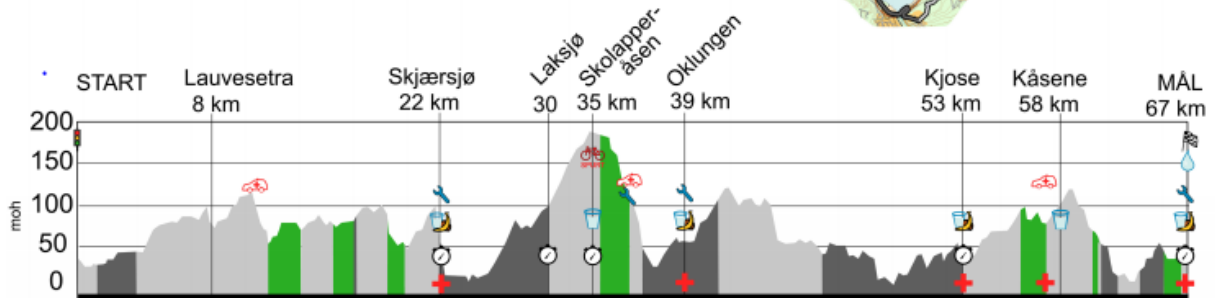 START
Lauvesetra
8 km
Skjærsjø
22 km
Laksjø
30
Skolapper-
åsen
35 km
Oklungen
39 km
Kjose
53 km
Kåsene
58 km
MÅL
67 km
200
150
100
50
0
moh